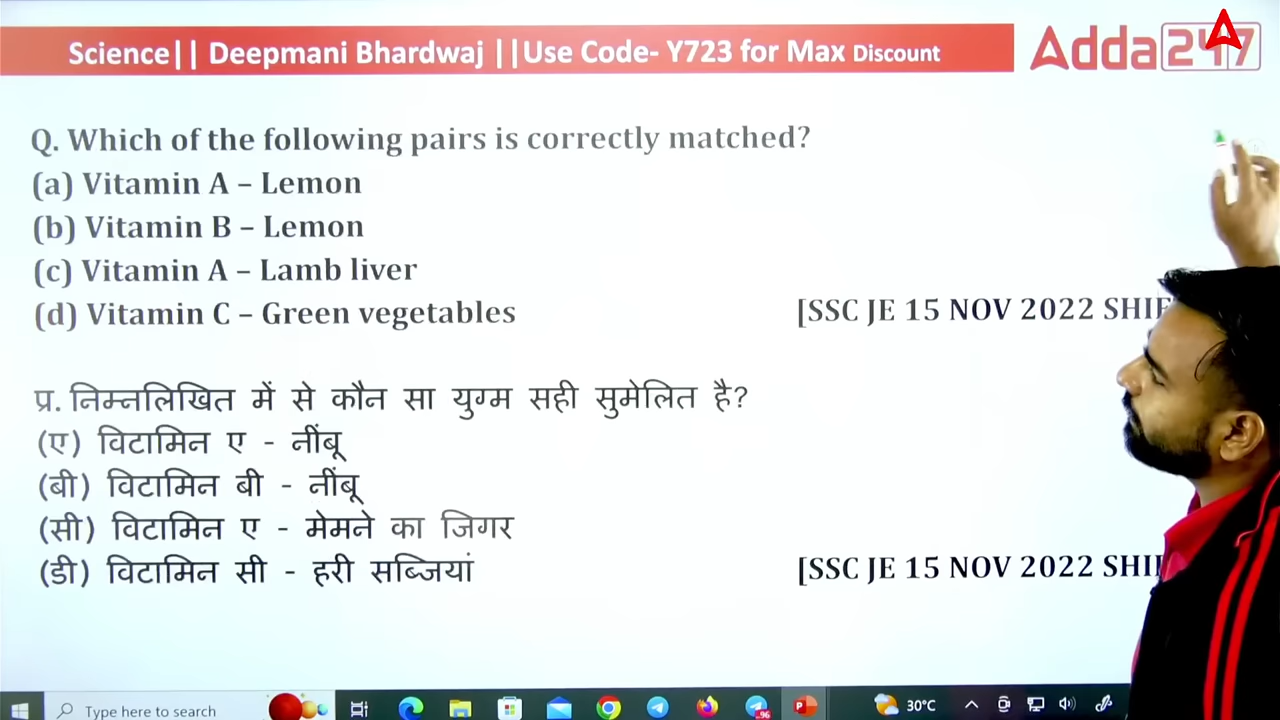 Science|| Deepmani Bhardwaj ||Use Code- Y723 for Max Discount
Adda247
Q. Which of the following pairs is correctly matched?
(a) Vitamin A – Lemon
(b) Vitamin B – Lemon
(c) Vitamin A – Lamb liver
(d) Vitamin C – Green vegetables
[SSC JE 15 NOV 2022
प्र. निम्नलिखित में से कौन सा युग्म सही सुमेलित है?
(ए) विटामिन ए - नींबू
(बी) विटामिन बी - नींबू
(सी) विटामिन ए - मेमने का जिगर
(डी) विटामिन सी - हरी सब्जियां
[SSC JE 15 NOV 2022
Type here to search
96
30°C